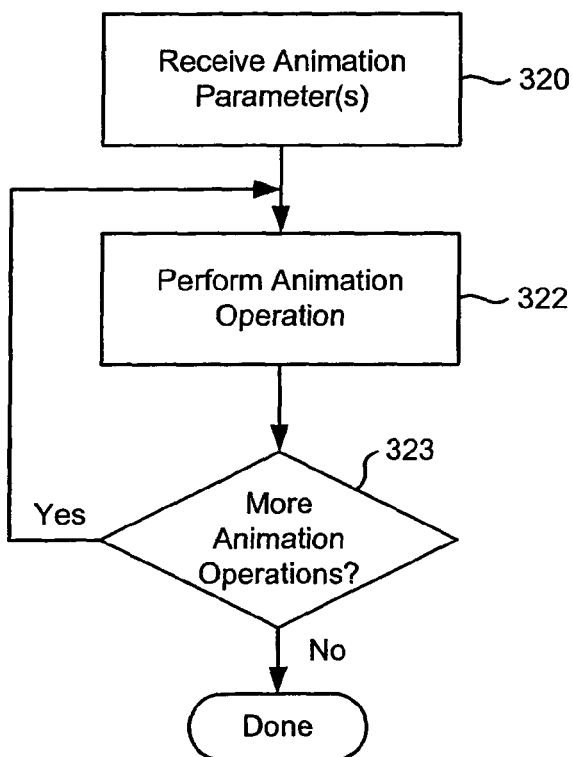 Receive Animation
Parameter(s)
320
Perform Animation
Operation
322
323
More
Animation
Operations?
Yes
No
Done